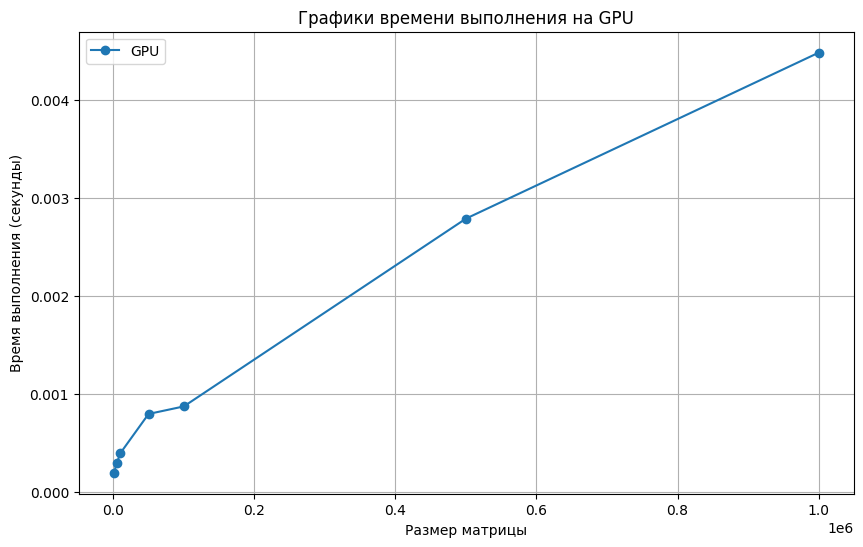 Графики времени выполнения на GPU
GPU
Время выполнения (секунды)
0.004
0.003
0.002
0.001
0.000
0.0 0.2 0.4 0.6 0.8 1.0
1e6
Размер матрицы